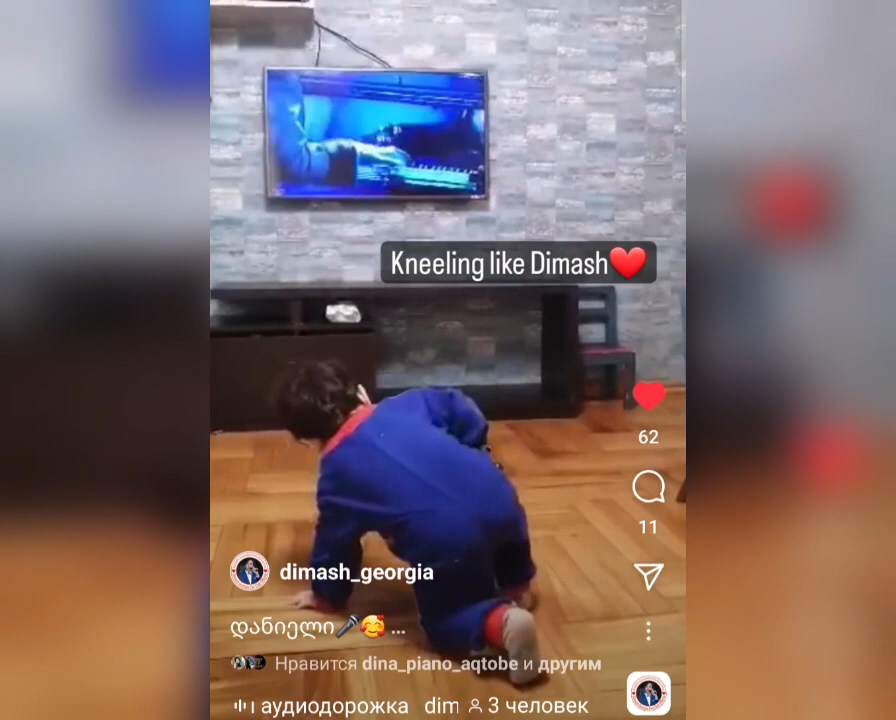 Kneeling like Dimash❤️
62
11
dimash_georgia
დანიელი🎤🥰 ...
Нравится dina_piano_aqtobe и другим
аудиодорожка dim 3 человек